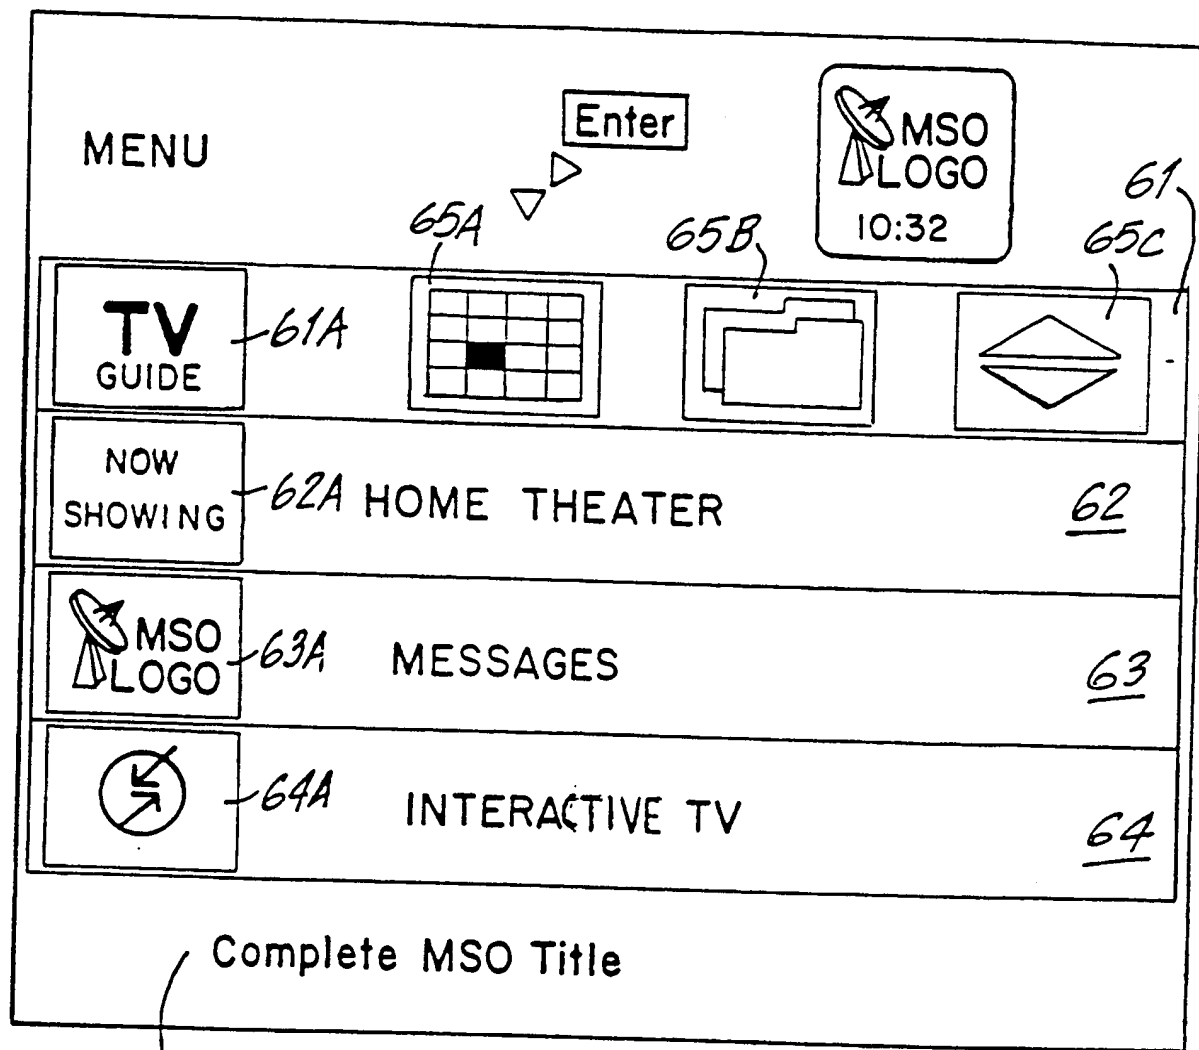 Enter
MENU
MSO
LOGO
10:32
61
65A
65B
65C
TV
GUIDE
61A
NOW
SHOWING
62A
HOME THEATER
62
MSO
LOGO
63A
MESSAGES
63
64A
INTERACTIVE TV
64
Complete MSO Title